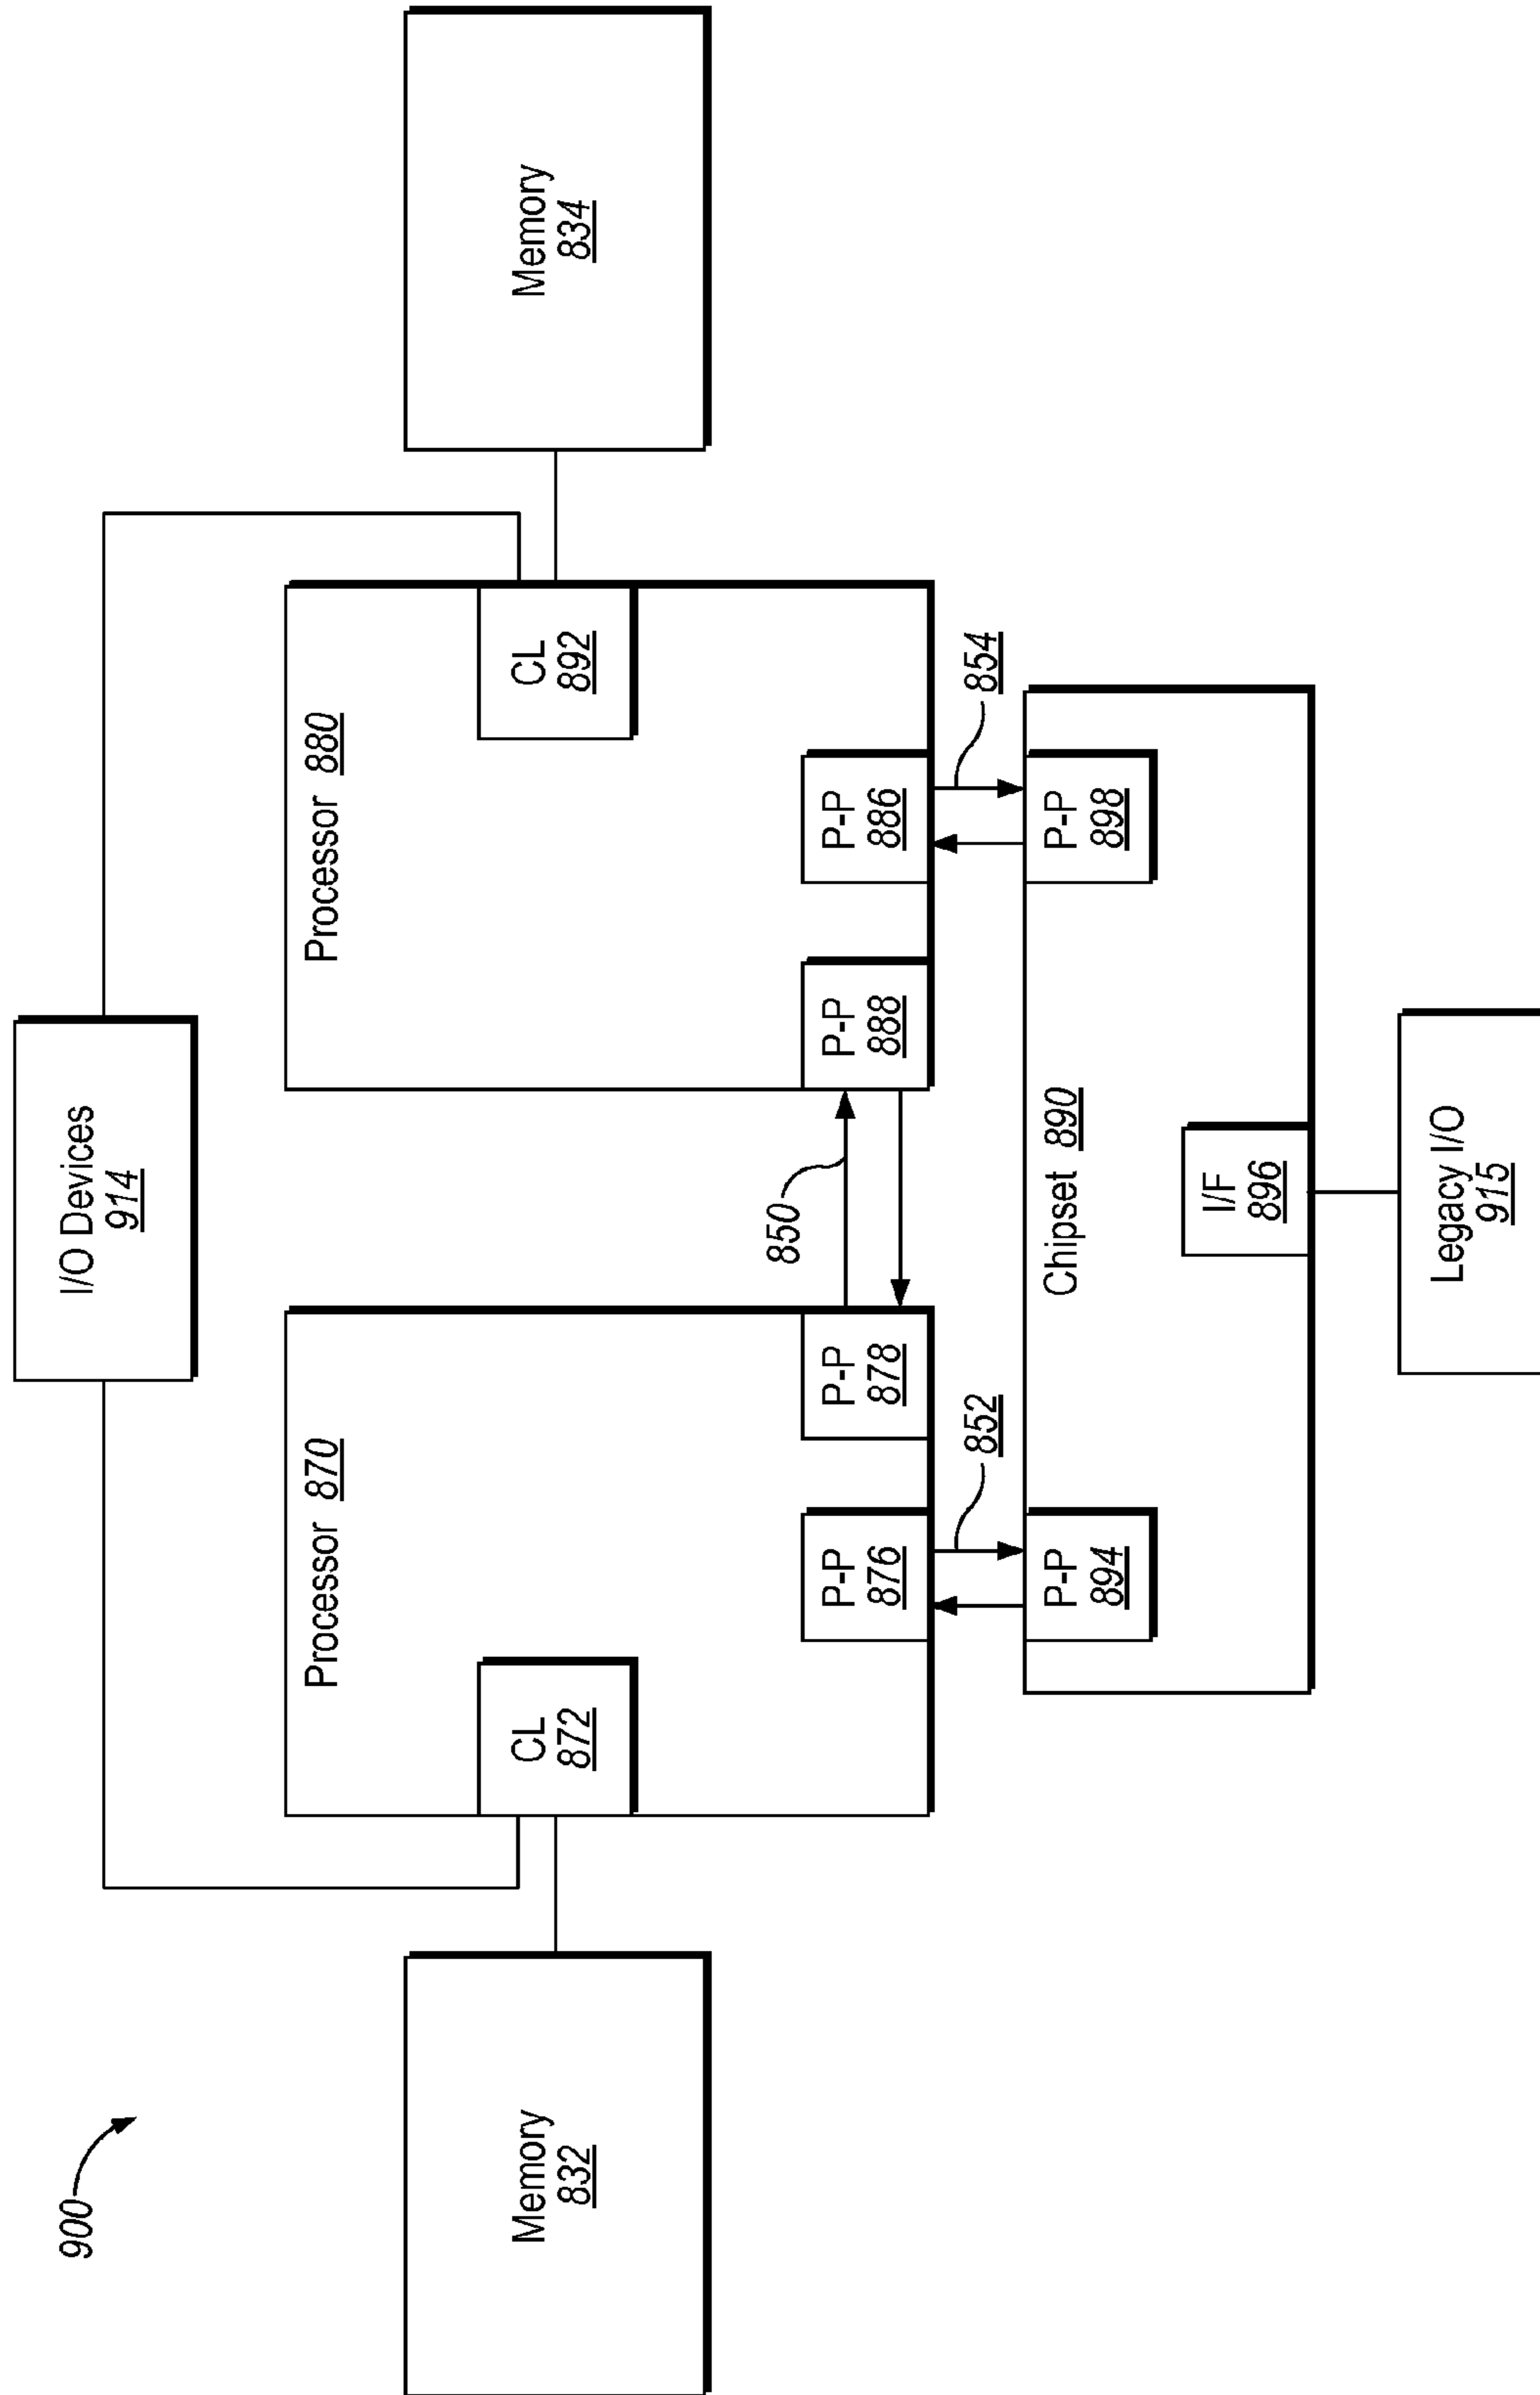 900
I/O Devices
914
Memory
832
Processor 870
CL
872
P-P
876
P-P
878
850
Processor 880
CL
892
P-P
888
P-P
886
Memory
834
852
854
P-P
894
Chipset 890
P-P
898
I/F
896
Legacy I/O
915